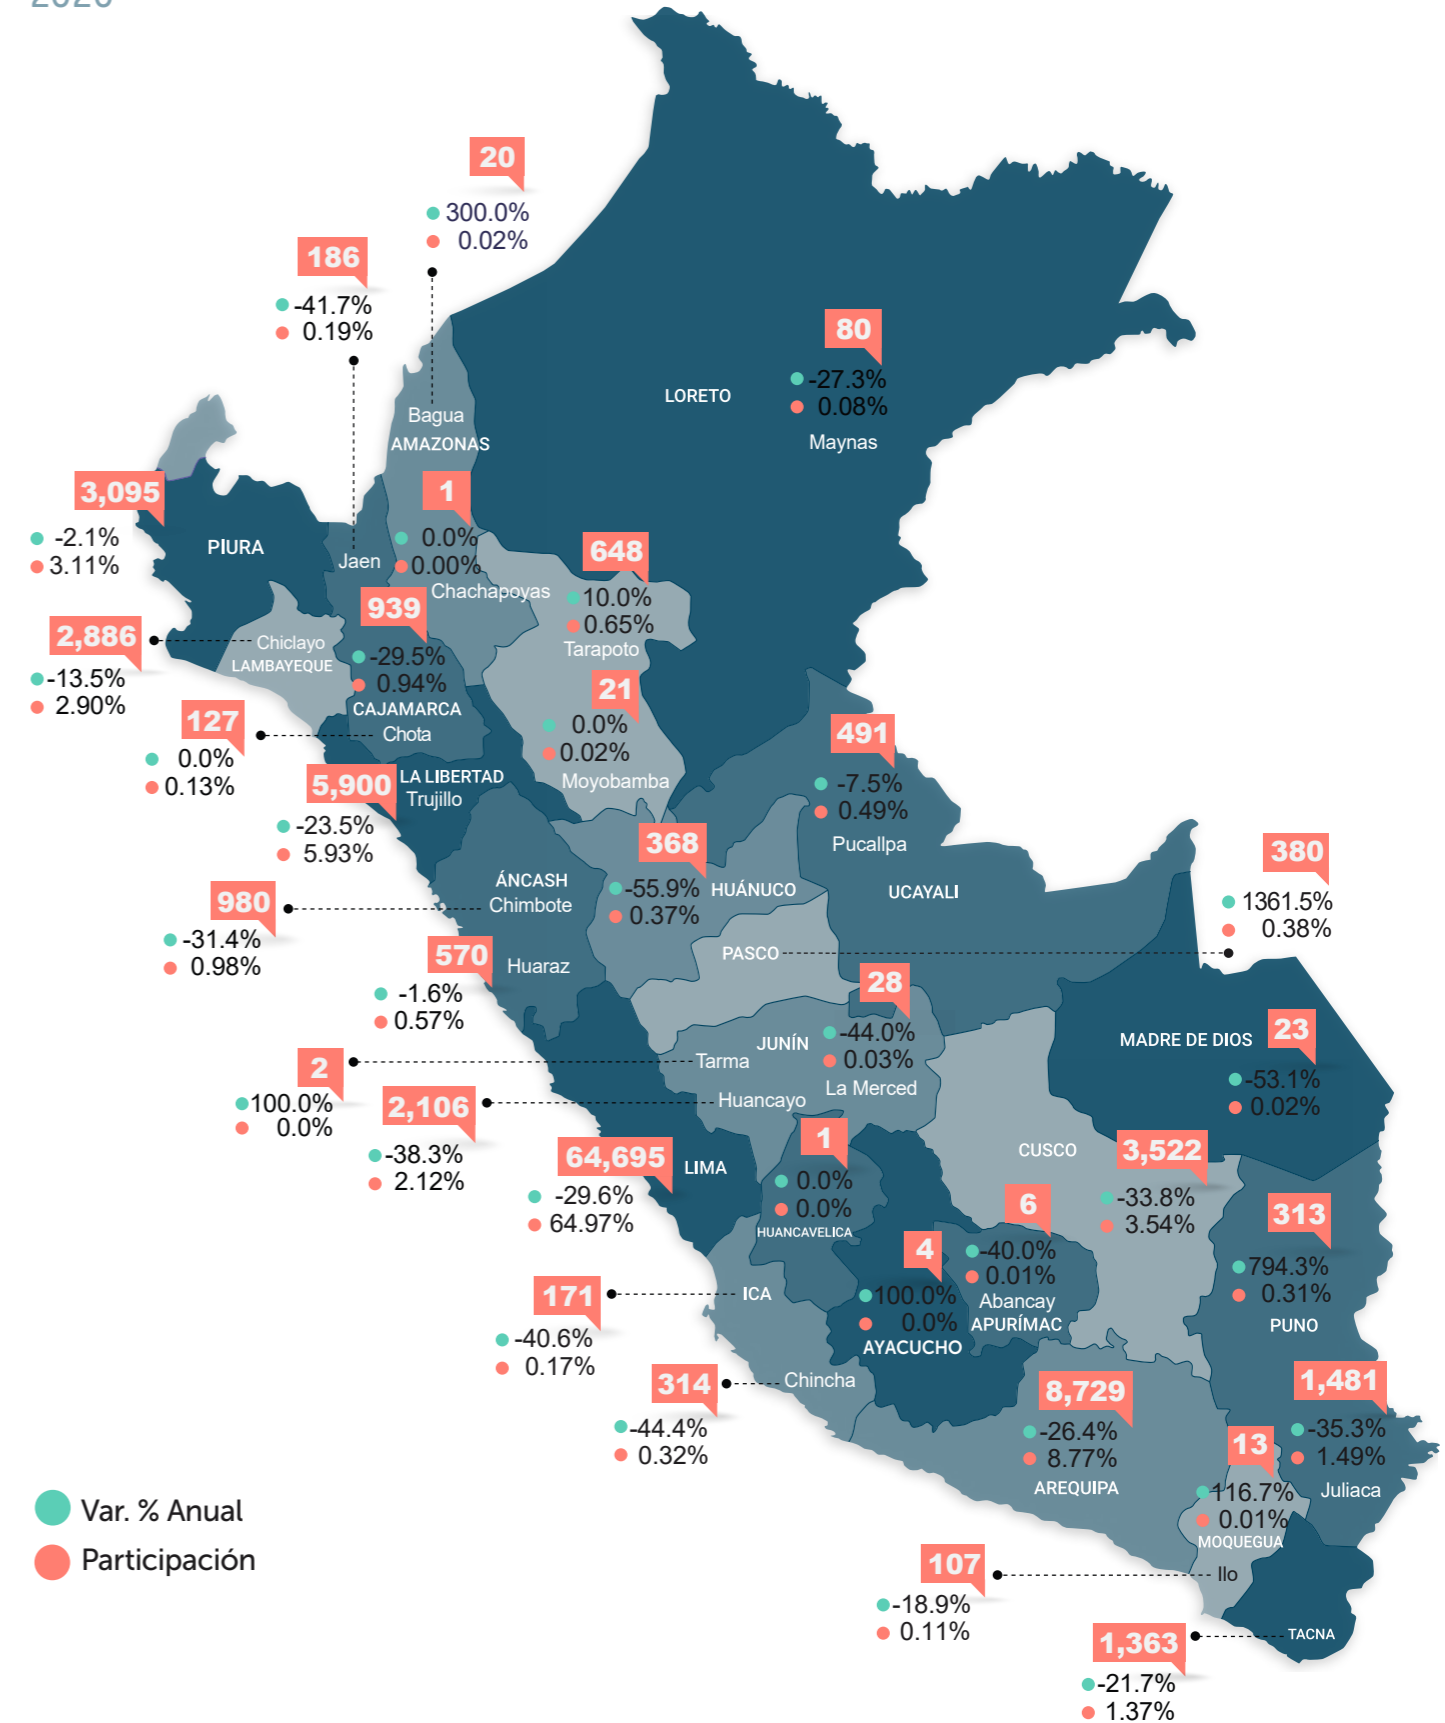 2020
20
300.0%
0.02%
186
-41.7%
0.19%
80
-27.3%
0.08%
LORETO
Maynas
Bagua
AMAZONAS
3,095
-2.1%
3.11%
PIURA
1
0.0%
0.00%
Chachapoyas
Jaen
648
10.0%
0.65%
Tarapoto
939
-29.5%
0.94%
CAJAMARCA
Chota
2,886
-13.5%
2.90%
Chiclayo
LAMBAYEQUE
21
0.0%
0.02%
Moyobamba
127
0.0%
0.13%
491
-7.5%
0.49%
Pucallpa
UCAYALI
5,900
-23.5%
5.93%
LA LIBERTAD
Trujillo
368
-55.9%
0.37%
HUÁNUCO
380
1361.5%
0.38%
ÁNCASH
Chimbote
980
-31.4%
0.98%
PASCO
570
-1.6%
0.57%
Huaraz
28
-44.0%
0.03%
La Merced
JUNÍN
Tarma
Huancayo
MADRE DE DIOS
23
-53.1%
0.02%
2
100.0%
0.0%
2,106
-38.3%
2.12%
64,695
-29.6%
64.97%
LIMA
1
0.0%
0.0%
HUANCAVELICA
CUSCO
3,522
-33.8%
3.54%
6
-40.0%
0.01%
Abancay
APURÍMAC
313
794.3%
0.31%
PUNO
4
100.0%
0.0%
AYACUCHO
171
-40.6%
0.17%
ICA
314
-44.4%
0.32%
Chincha
8,729
-26.4%
8.77%
AREQUIPA
1,481
-35.3%
1.49%
Juliaca
13
116.7%
0.01%
MOQUEGUA
Ilo
107
-18.9%
0.11%
TACNA
1,363
-21.7%
1.37%
Var. % Anual
Participación